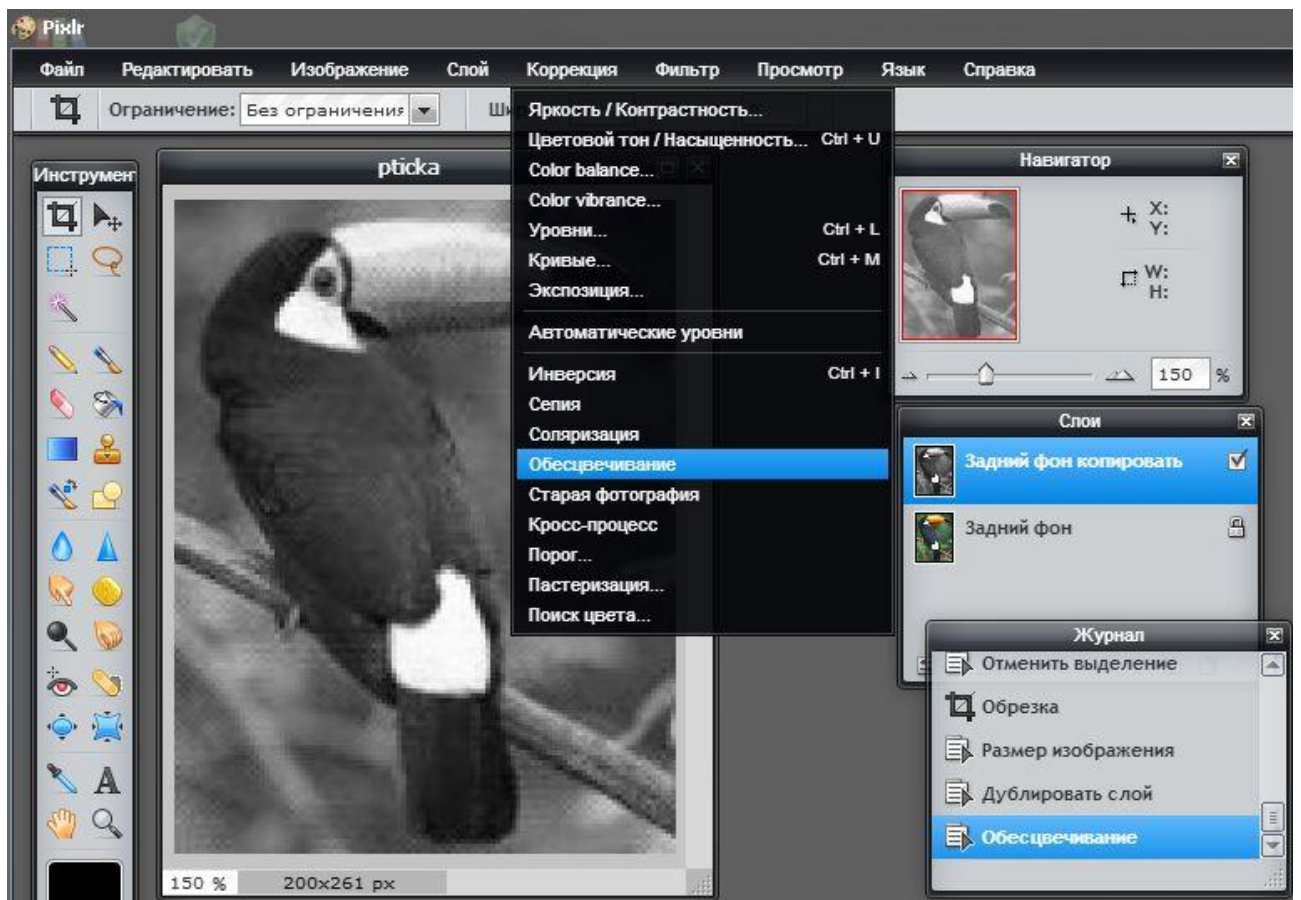 Pixlr
Файл Редактировать Изображение Слой Коррекция Фильтр Просмотр Язык Справка
Ограничение: Без ограничения
Инструмен
pticka
Яркость / Контрастность...
Цветовой тон / Насыщенность... Ctrl + U
Color balance...
Color vibrance...
Уровни... Ctrl + L
Кривые... Ctrl + M
Экспозиция...
Автоматические уровни
Инверсия Ctrl + I
Сепия
Соляризация
Обесцвечивание
Старая фотография
Кросс-процесс
Порог...
Пастеризация...
Поиск цвета...
150 % 200x261 px
Навигатор
X:
Y:
W:
H:
150 %
Слои
Задний фон копировать
Задний фон
Журнал
Отменить выделение
Обрезка
Размер изображения
Дублировать слой
Обесцвечивание